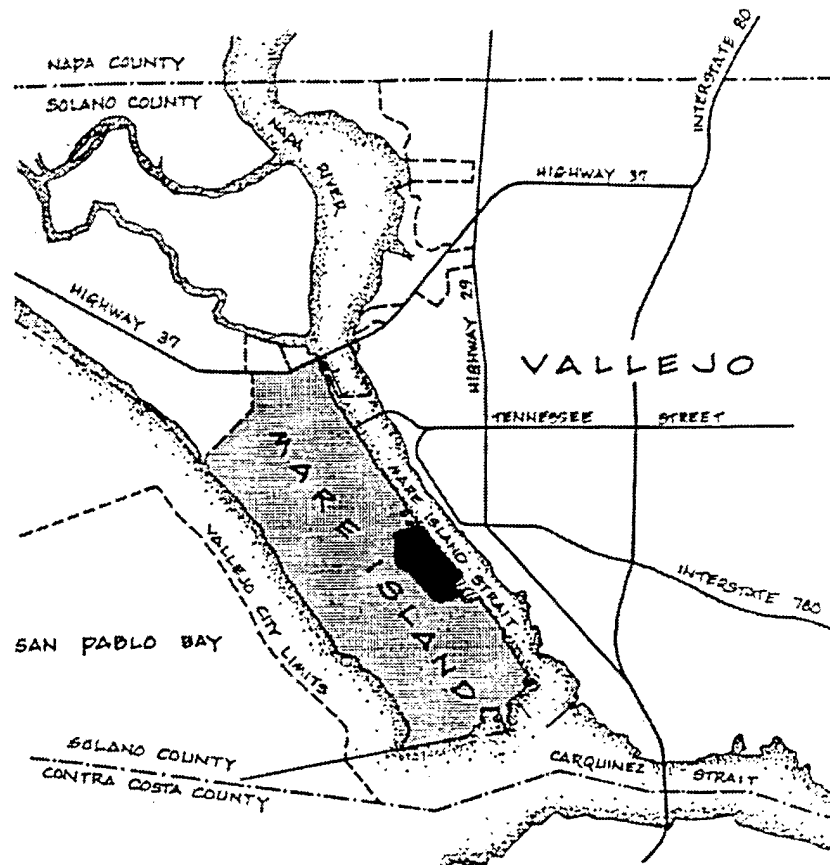 NAPA COUNTY
SOLANO COUNTY
INTERSTATE 80
NAPA RIVER
HIGHWAY 37
HIGHWAY 37
HIGHWAY 29
VALLEJO
TENNESSEE STREET
MARE ISLAND
MARE ISLAND STRAIT
VALLEJO CITY LIMITS
INTERSTATE 780
SAN PABLO BAY
SOLANO COUNTY
CONTRA COSTA COUNTY
CARQUINEZ STRAIT